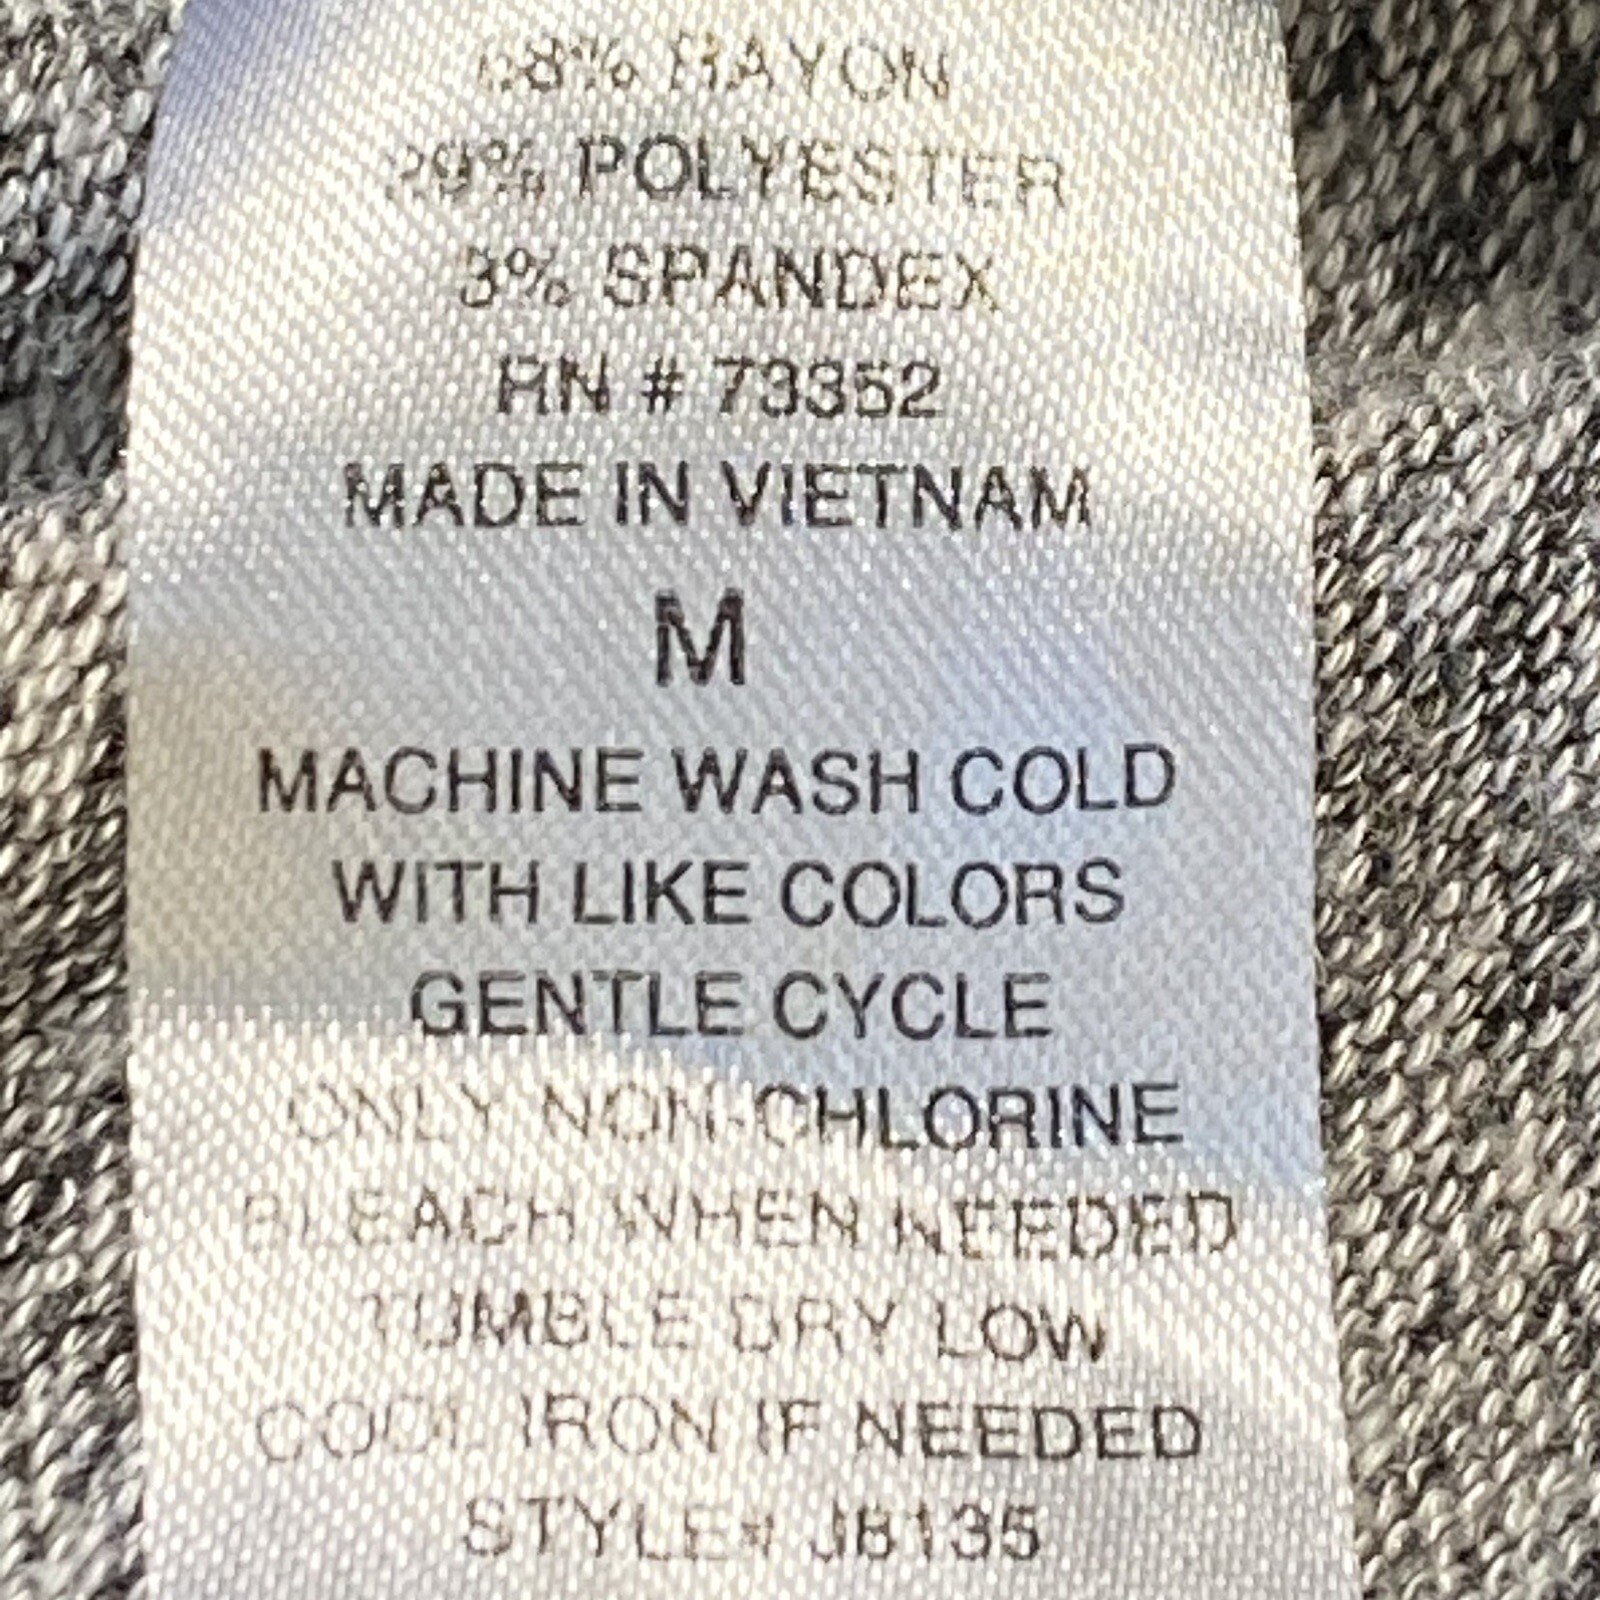 68% RAYON
29% POLYESTER
3% SPANDEX
RN # 73352
MADE IN VIETNAM
M
MACHINE WASH COLD
WITH LIKE COLORS
GENTLE CYCLE
ONLY NON-CHLORINE
BLEACH WHEN NEEDED
TUMBLE DRY LOW
COOL IRON IF NEEDED
STYLE# J8135